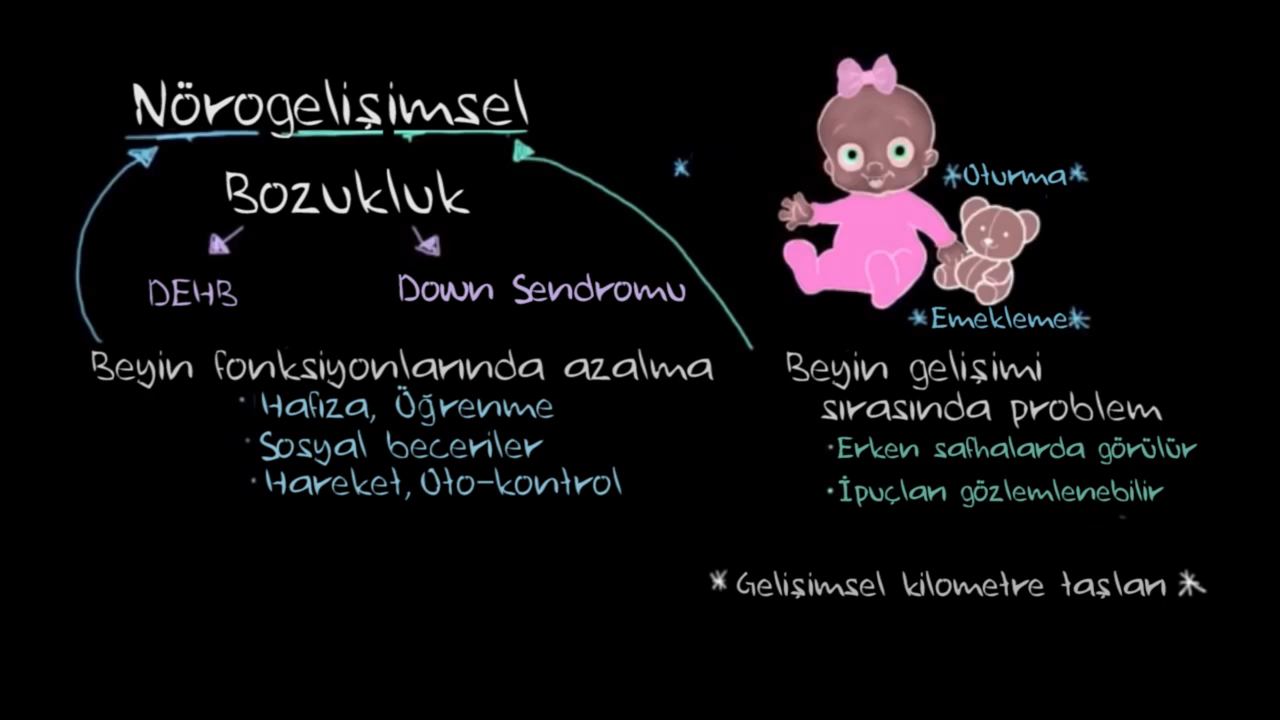 Nörogelişimsel
Bozukluk
DEHB
Down Sendromu
Beyin fonksiyonlarında azalma
· Hafıza, Öğrenme
· Sosyal beceriler
· Hareket, Oto-kontrol
*Oturma*
*Emekleme*
Beyin gelişimi
sırasında problem
· Erken safhalarda görülür
· İpuçları gözlemlenebilir
* Gelişimsel kilometre taşları *